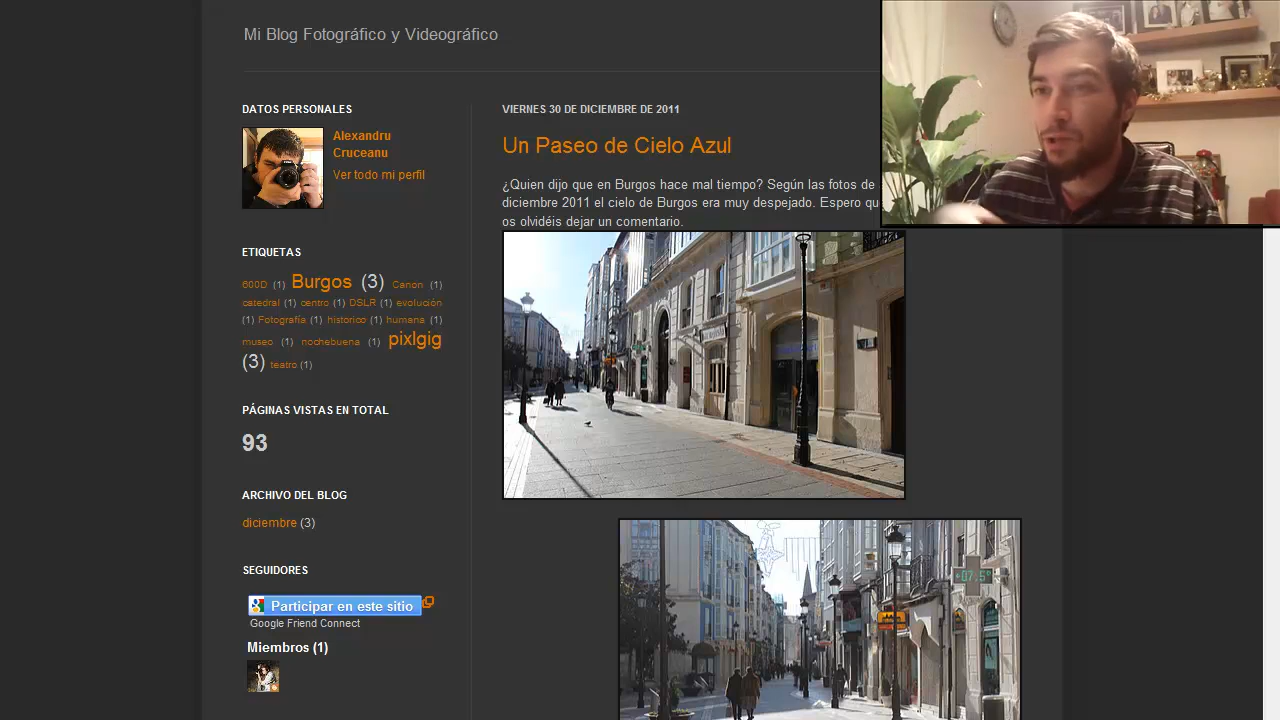 Mi Blog Fotográfico y Videográfico
DATOS PERSONALES
Alexandru
Cruceanu
Ver todo mi perfil
ETIQUETAS
600D (1) Burgos (3) Canon (1)
catedral (1) centro (1) DSLR (1) evolución
(1) Fotografía (1) historico (1) humana (1)
museo (1) nochebuena (1) pixlgig
(3) teatro (1)
PÁGINAS VISTAS EN TOTAL
93
ARCHIVO DEL BLOG
diciembre (3)
SEGUIDORES
Participar en este sitio
Google Friend Connect
Miembros (1)
VIERNES 30 DE DICIEMBRE DE 2011
Un Paseo de Cielo Azul
¿Quien dijo que en Burgos hace mal tiempo? Según las fotos de
diciembre 2011 el cielo de Burgos era muy despejado. Espero qu
os olvidéis dejar un comentario.
+07.5°